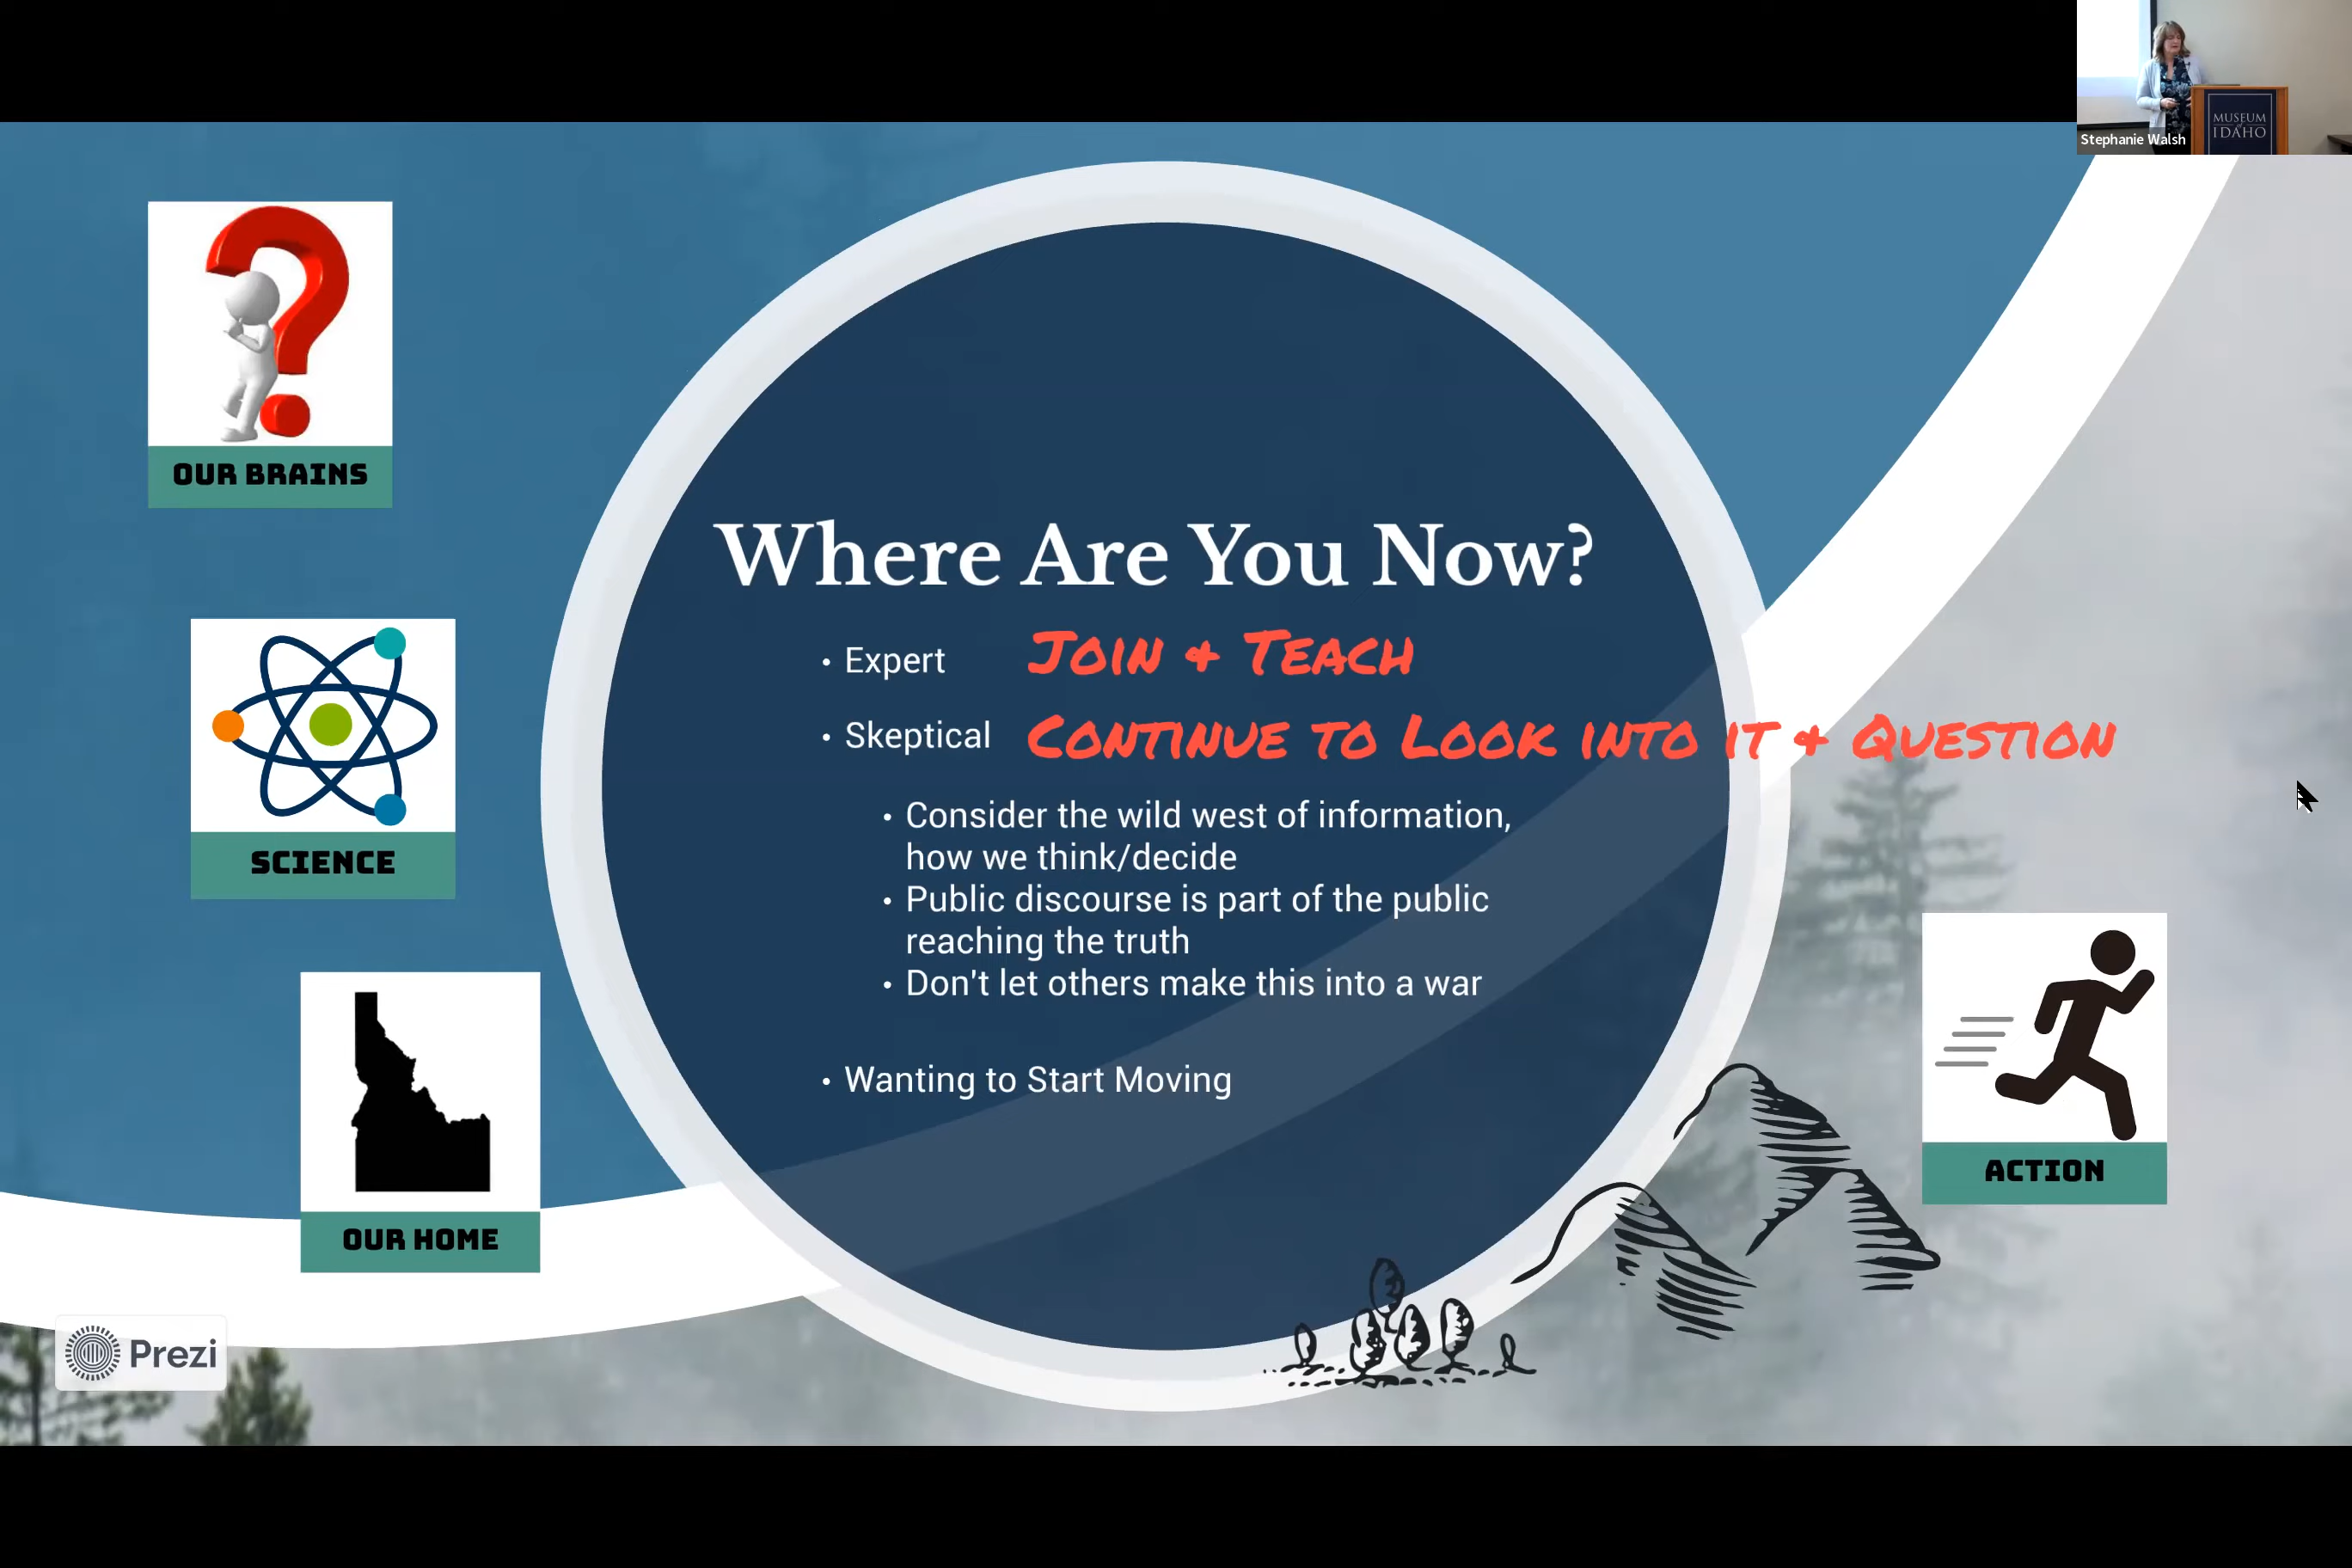 Stephanie Walsh
MUSEUM
of
IDAHO
OUR BRAINS
SCIENCE
OUR HOME
Where Are You Now?
• Expert JOIN & TEACH
• Skeptical CONTINUE TO LOOK INTO IT & QUESTION
• Consider the wild west of information,
how we think/decide
• Public discourse is part of the public
reaching the truth
• Don't let others make this into a war
• Wanting to Start Moving
ACTION
Prezi